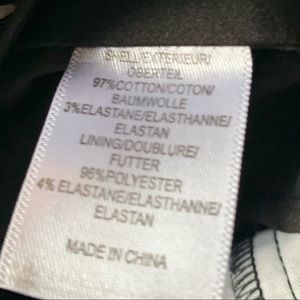 SHELL/EXTERIEUR/
OBERTEIL
97%COTTON/COTON/
BAUMWOLLE
3%ELASTANE/ELASTHANNE/
ELASTAN
LINING/DOUBLURE/
FUTTER
96%POLYESTER
4% ELASTANE/ELASTHANNE/
ELASTAN
MADE IN CHINA